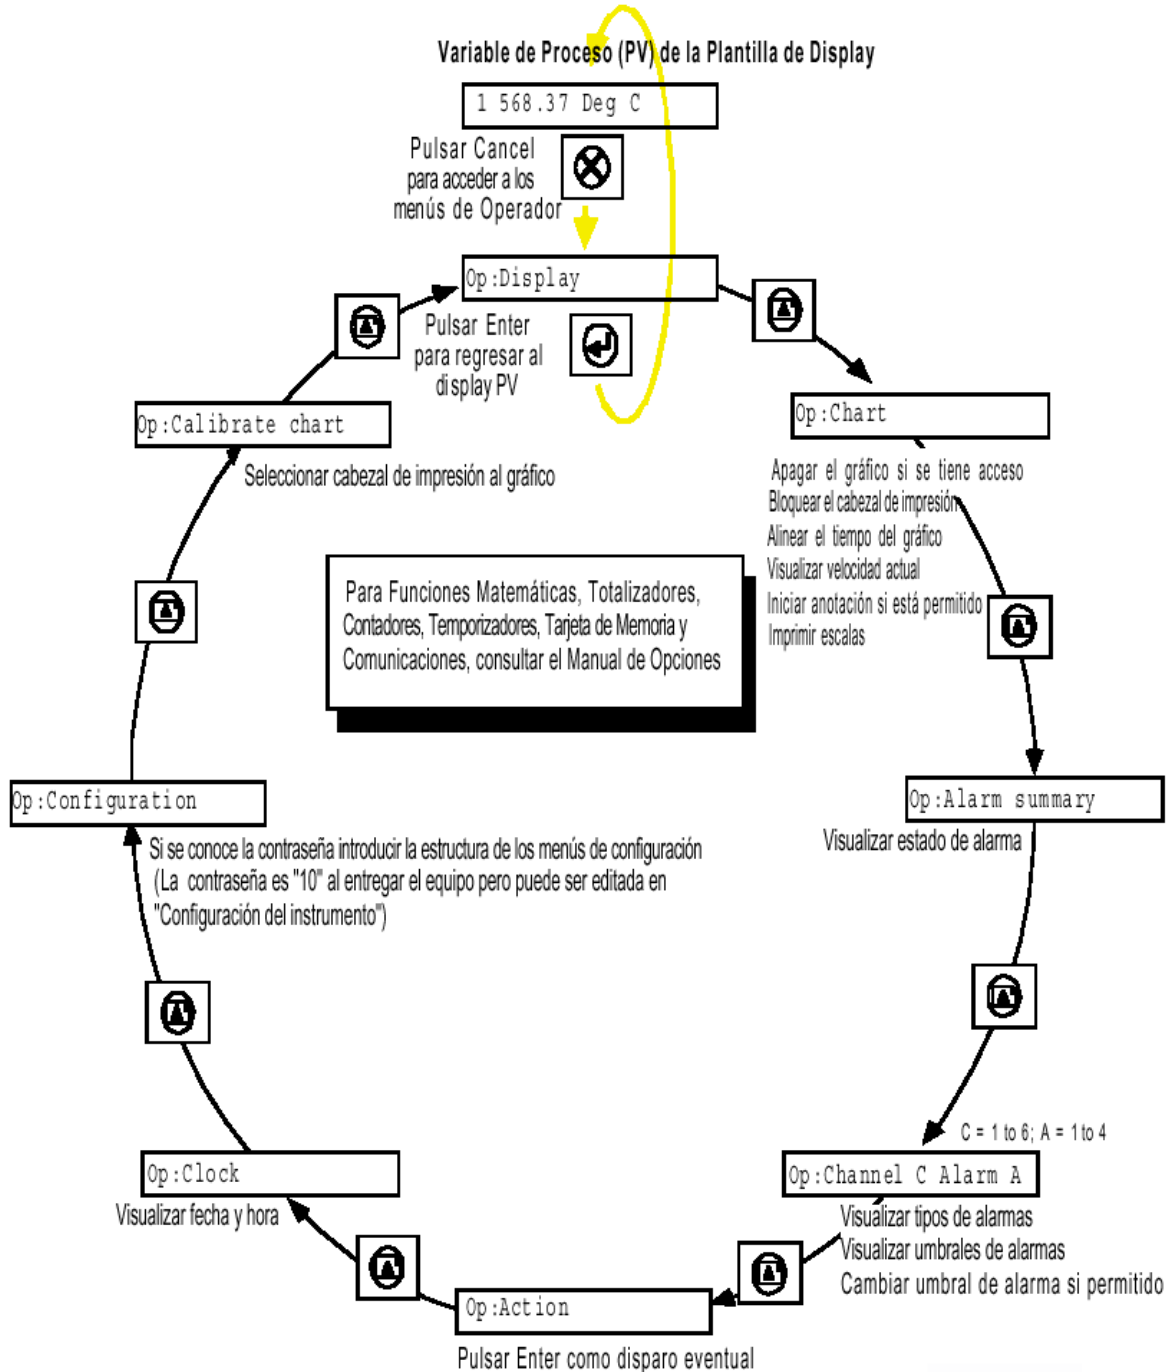 Variable de Proceso (PV) de la Plantilla de Display
1 568.37 Deg C
Pulsar Cancel
para acceder a los
menús de Operador
Op:Display
Pulsar Enter
para regresar al
display PV
Op:Chart
Apagar el gráfico si se tiene acceso
Bloquear el cabezal de impresión
Alinear el tiempo del gráfico
Visualizar velocidad actual
Iniciar anotación si está permitido
Imprimir escalas
Op:Calibrate chart
Seleccionar cabezal de impresión al gráfico
Para Funciones Matemáticas, Totalizadores,
Contadores, Temporizadores, Tarjeta de Memoria y
Comunicaciones, consultar el Manual de Opciones
Op:Configuration
Si se conoce la contraseña introducir la estructura de los menús de configuración
(La contraseña es "10" al entregar el equipo pero puede ser editada en
"Configuración del instrumento")
Op:Alarm summary
Visualizar estado de alarma
C = 1 to 6; A = 1 to 4
Op:Channel C Alarm A
Visualizar tipos de alarmas
Visualizar umbrales de alarmas
Cambiar umbral de alarma si permitido
Op:Clock
Visualizar fecha y hora
Op:Action
Pulsar Enter como disparo eventual